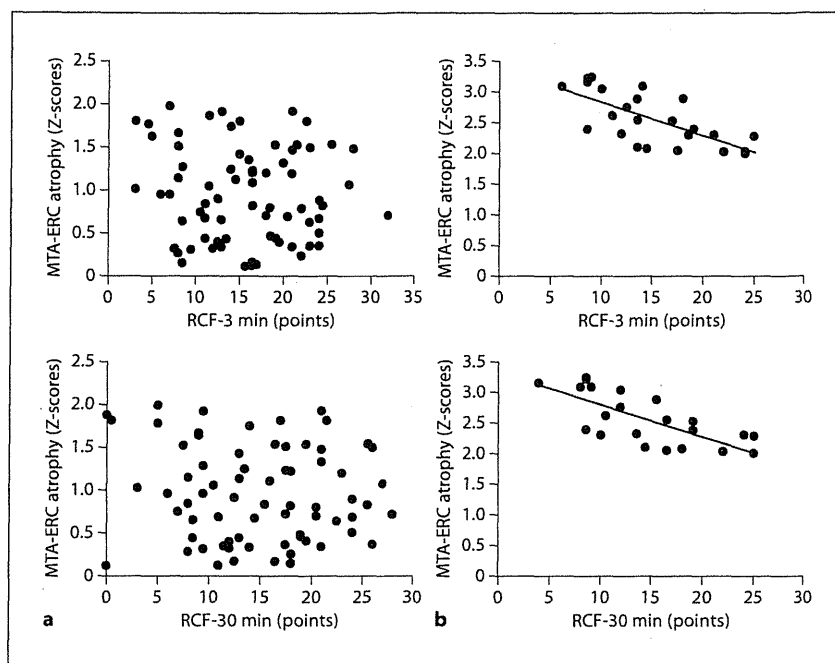 MTA-ERC atrophy (Z-scores)
2.5
2.0
1.5
1.0
0.5
0
0 5 10 15 20 25 30 35
RCF-3 min (points)
MTA-ERC atrophy (Z-scores)
3.5
3.0
2.5
2.0
1.5
1.0
0.5
0
0 5 10 15 20 25 30
RCF-3 min (points)
MTA-ERC atrophy (Z-scores)
2.5
2.0
1.5
1.0
0.5
0
0 5 10 15 20 25 30
RCF-30 min (points)
a
MTA-ERC atrophy (Z-scores)
3.5
3.0
2.5
2.0
1.5
1.0
0.5
0
0 5 10 15 20 25 30
RCF-30 min (points)
b